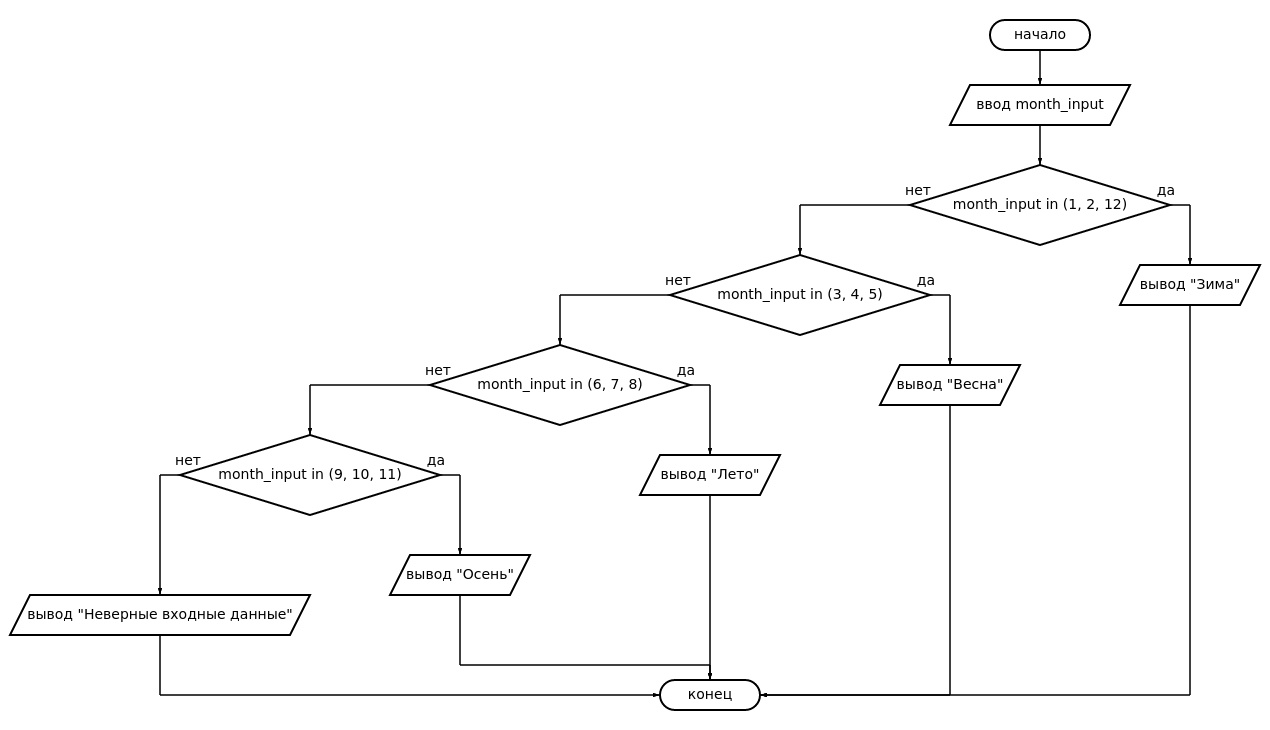 начало
ввод month_input
нет
month_input in (1, 2, 12)
да
нет
month_input in (3, 4, 5)
да
вывод "Зима"
нет
month_input in (6, 7, 8)
да
вывод "Весна"
нет
month_input in (9, 10, 11)
да
вывод "Лето"
вывод "Осень"
вывод "Неверные входные данные"
конец